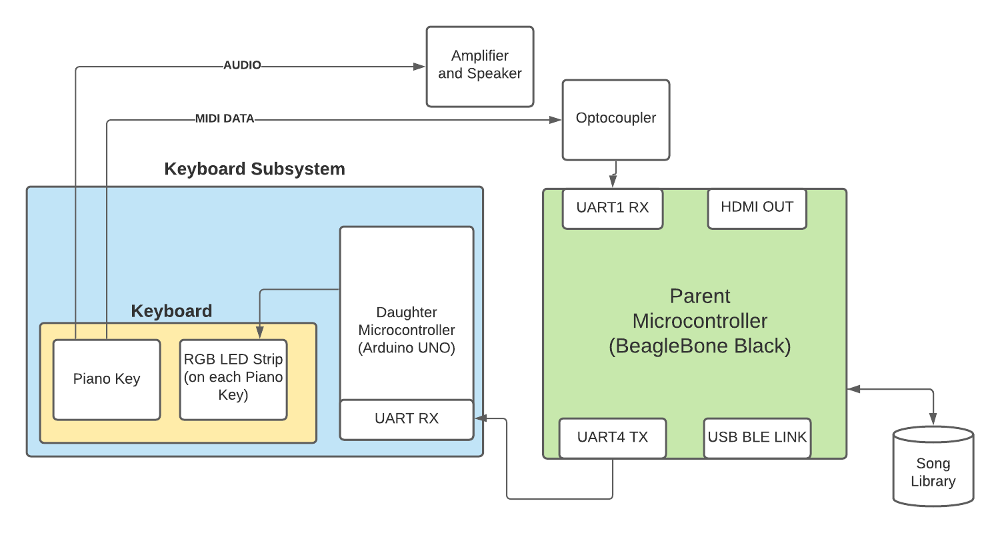 Amplifier
and Speaker
AUDIO
Optocoupler
MIDI DATA
Keyboard Subsystem
UART1 RX
HDMI OUT
Parent
Microcontroller
(BeagleBone Black)
Keyboard
Daughter
Microcontroller
(Arduino UNO)
Piano Key
RGB LED Strip
(on each Piano
Key)
UART RX
UART4 TX
USB BLE LINK
Song
Library